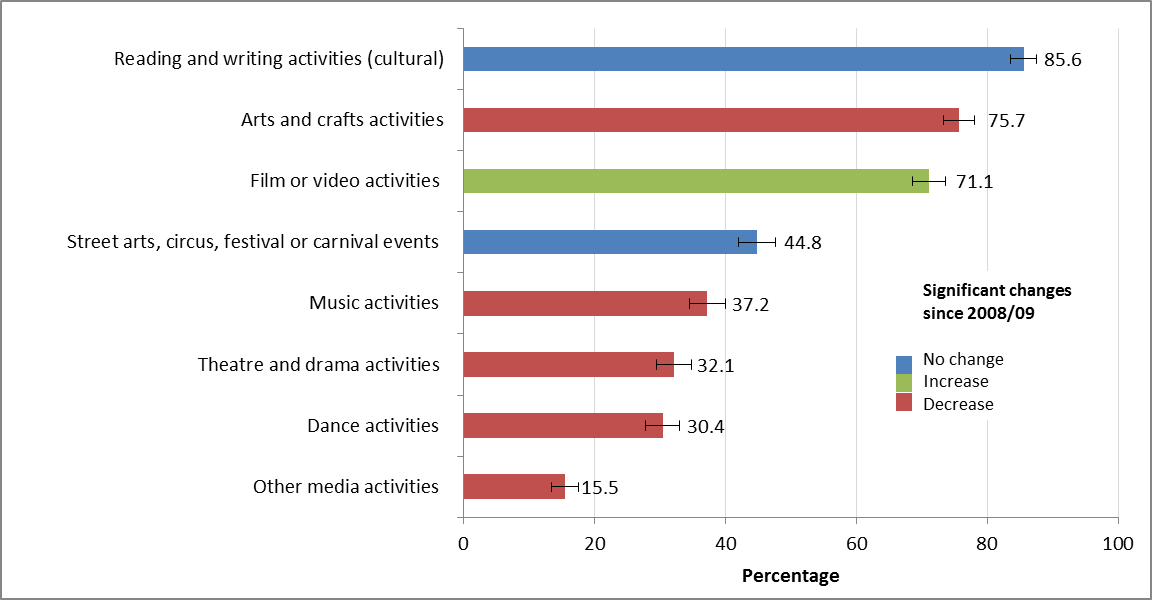 Reading and writing activities (cultural)
85.6
Arts and crafts activities
75.7
Film or video activities
71.1
Street arts, circus, festival or carnival events
44.8
Music activities
37.2
Theatre and drama activities
32.1
Dance activities
30.4
Other media activities
15.5
Significant changes
since 2008/09
No change
Increase
Decrease
0 20 40 60 80 100
Percentage